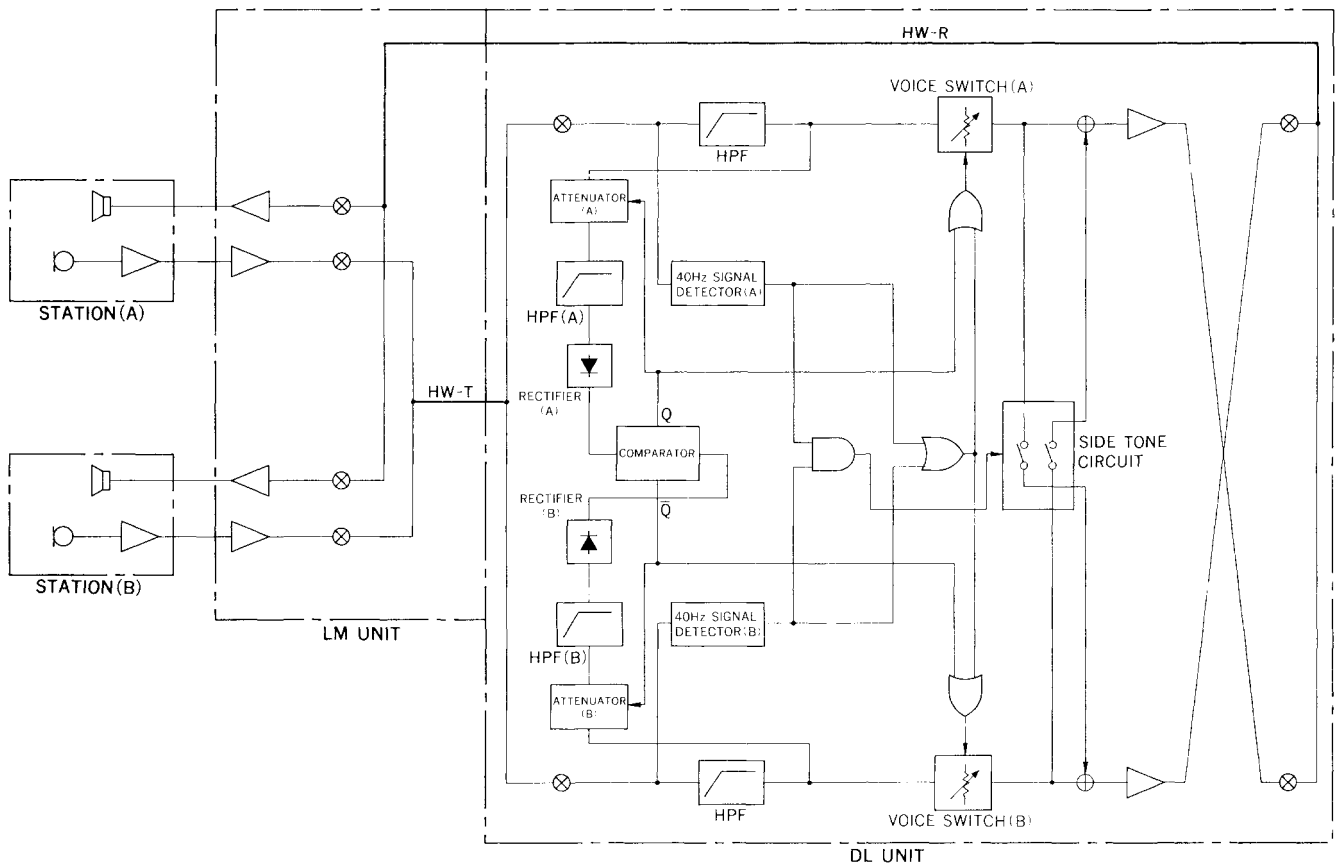 HW-R
VOICE SWITCH(A)
HPF
ATTENUATOR
(A)
40Hz SIGNAL
DETECTOR(A)
HPF(A)
STATION(A)
RECTIFIER
(A)
HW-T
Q
COMPARATOR
SIDE TONE
CIRCUIT
Q̅
RECTIFIER
(B)
STATION(B)
40Hz SIGNAL
DETECTOR(B)
LM UNIT
HPF(B)
ATTENUATOR
(B)
HPF
VOICE SWITCH(B)
DL UNIT